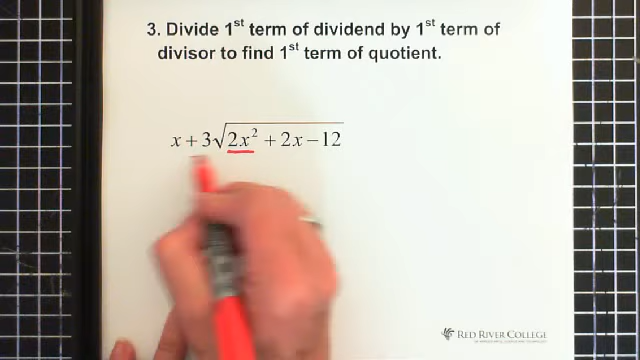 3. Divide 1st term of dividend by 1st term of
divisor to find 1st term of quotient.
x + 3√2x² + 2x − 12
RED RIVER COLLEGE